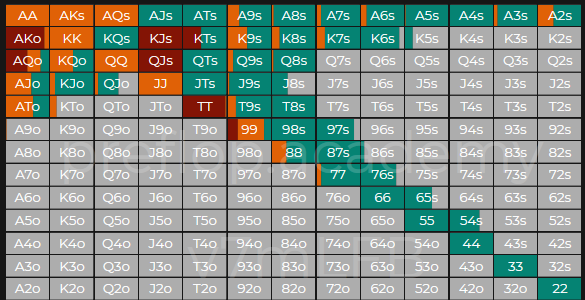 AA AKs AQs AJs ATs A9s A8s A7s A6s A5s A4s A3s A2s
AKo KK KQs KJs KTs K9s K8s K7s K6s K5s K4s K3s K2s
AQo KQo QQ QJs QTs Q9s Q8s Q7s Q6s Q5s Q4s Q3s Q2s
AJo KJo QJo JJ JTs J9s J8s J7s J6s J5s J4s J3s J2s
ATo KTo QTo JTo TT T9s T8s T7s T6s T5s T4s T3s T2s
A9o K9o Q9o J9o T9o 99 98s 97s 96s 95s 94s 93s 92s
A8o K8o Q8o J8o T8o 98o 88 87s 86s 85s 84s 83s 82s
preflop.academy
A7o K7o Q7o J7o T7o 97o 87o 77 76s 75s 74s 73s 72s
A6o K6o Q6o J6o T6o 96o 86o 76o 66 65s 64s 63s 62s
A5o K5o Q5o J5o T5o 95o 85o 75o 65o 55 54s 53s 52s
A4o K4o Q4o J4o T4o 94o 84o 74o 64o 54o 44 43s 42s
A3o K3o Q3o J3o T3o 93o 83o 73o 63o 53o 43o 33 32s
A2o K2o Q2o J2o T2o 92o 82o 72o 62o 52o 42o 32o 22